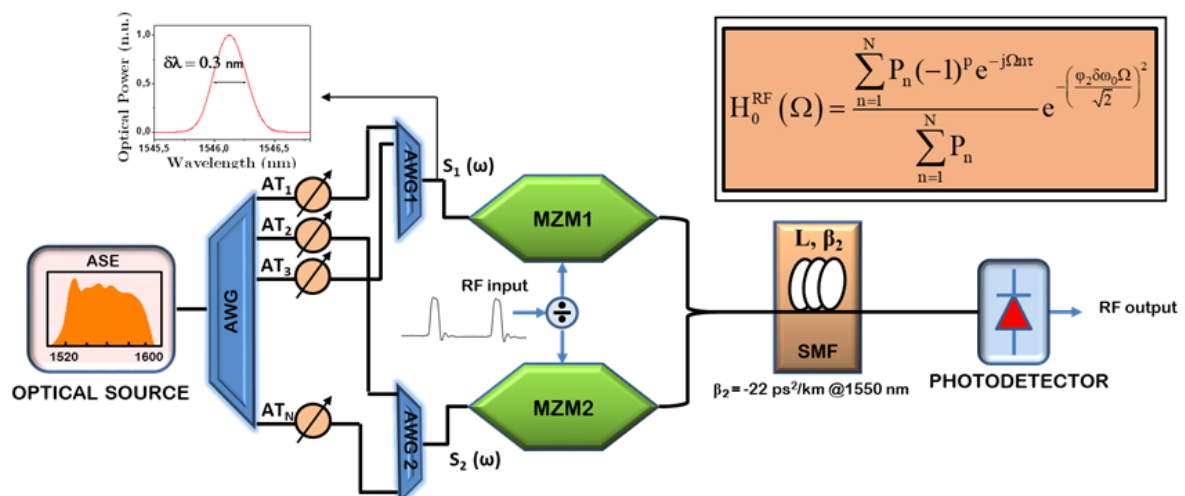 Optical Power (n.u.)
1,0
0,5
0,0
δλ = 0.3 nm
1545,5 1546,0 1546,5
Wavelength (nm)
H₀^RF(Ω) = (∑_{n=1}^{N} P_n(-1)^p e^{-jΩnτ} / ∑_{n=1}^{N} P_n) e^{-(φ₂δω₀Ω/√2)²}
AT₁
AWG1
S₁ (ω)
MZM1
AT₂
AT₃
ASE
1520 1600
OPTICAL SOURCE
AWG
RF input
÷
L, β₂
SMF
β₂ = -22 ps²/km @1550 nm
RF output
PHOTODETECTOR
AT_N
AWG 2
S₂ (ω)
MZM2